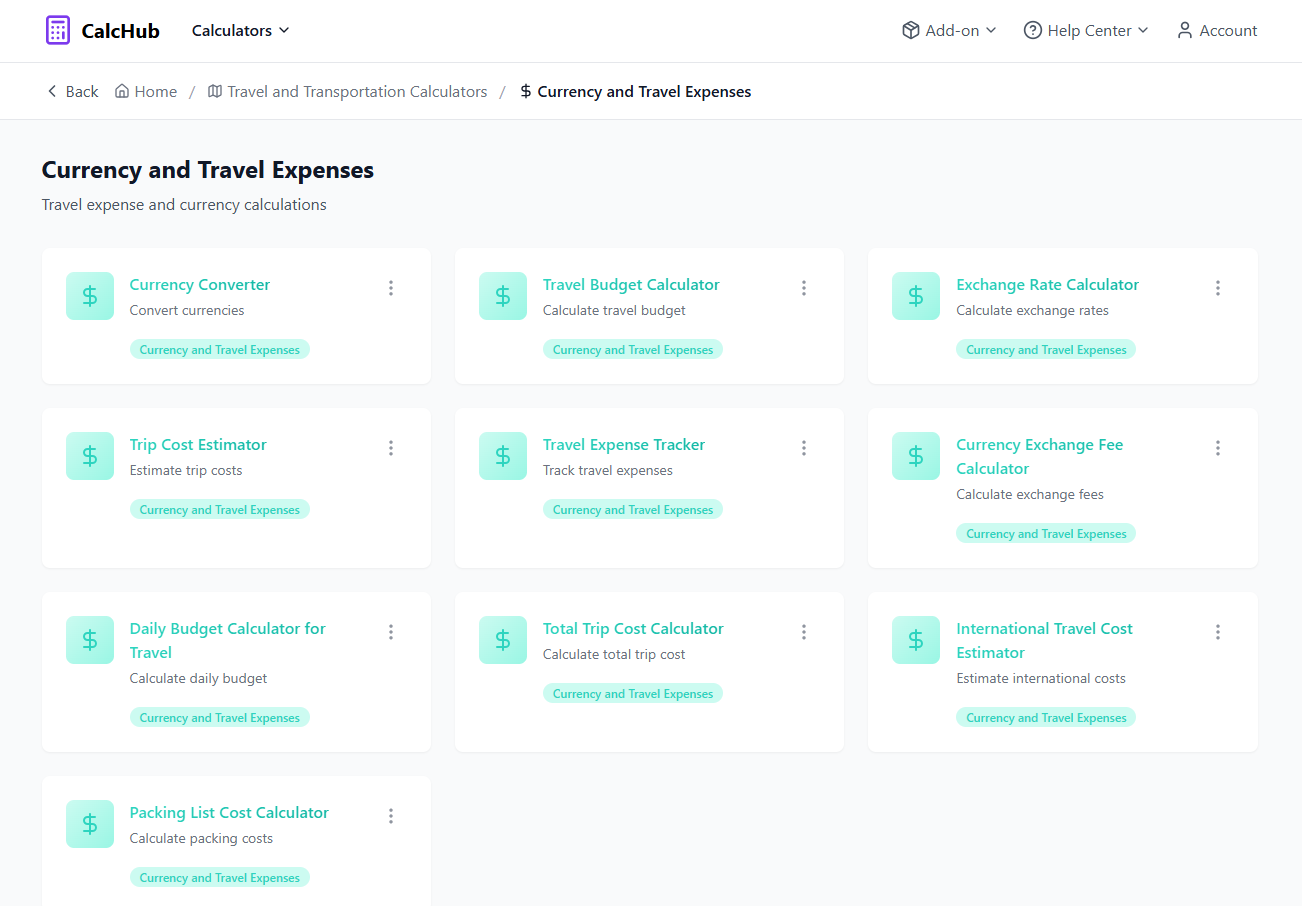 CalcHub
Calculators
Add-on
Help Center
Account
Back
Home
/
Travel and Transportation Calculators
/
Currency and Travel Expenses
Currency and Travel Expenses
Travel expense and currency calculations
Currency Converter
Convert currencies
Currency and Travel Expenses
Travel Budget Calculator
Calculate travel budget
Currency and Travel Expenses
Exchange Rate Calculator
Calculate exchange rates
Currency and Travel Expenses
Trip Cost Estimator
Estimate trip costs
Currency and Travel Expenses
Travel Expense Tracker
Track travel expenses
Currency and Travel Expenses
Currency Exchange Fee
Calculator
Calculate exchange fees
Currency and Travel Expenses
Daily Budget Calculator for
Travel
Calculate daily budget
Currency and Travel Expenses
Total Trip Cost Calculator
Calculate total trip cost
Currency and Travel Expenses
International Travel Cost
Estimator
Estimate international costs
Currency and Travel Expenses
Packing List Cost Calculator
Calculate packing costs
Currency and Travel Expenses